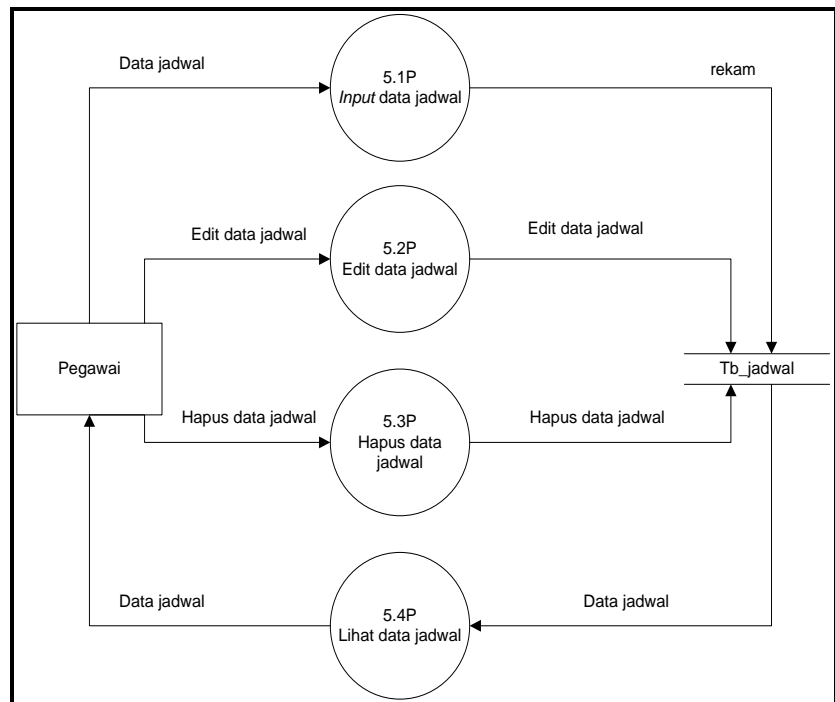 Data jadwal
5.1P
Input data jadwal
rekam
Edit data jadwal
5.2P
Edit data jadwal
Edit data jadwal
Pegawai
Tb_jadwal
Hapus data jadwal
5.3P
Hapus data
jadwal
Hapus data jadwal
Data jadwal
5.4P
Lihat data jadwal
Data jadwal